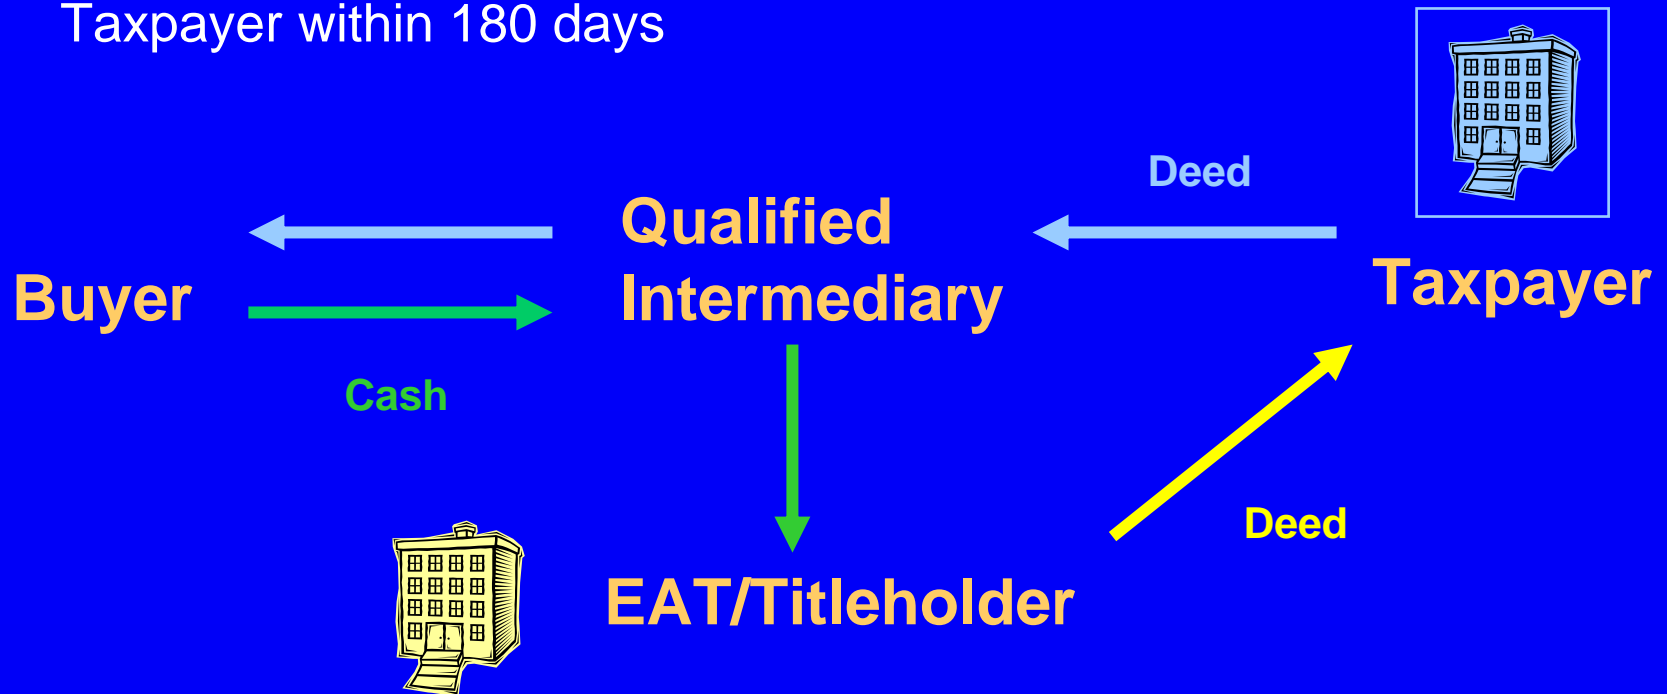 Taxpayer within 180 days
Deed
Qualified
Intermediary
Buyer
Taxpayer
Cash
Deed
EAT/Titleholder